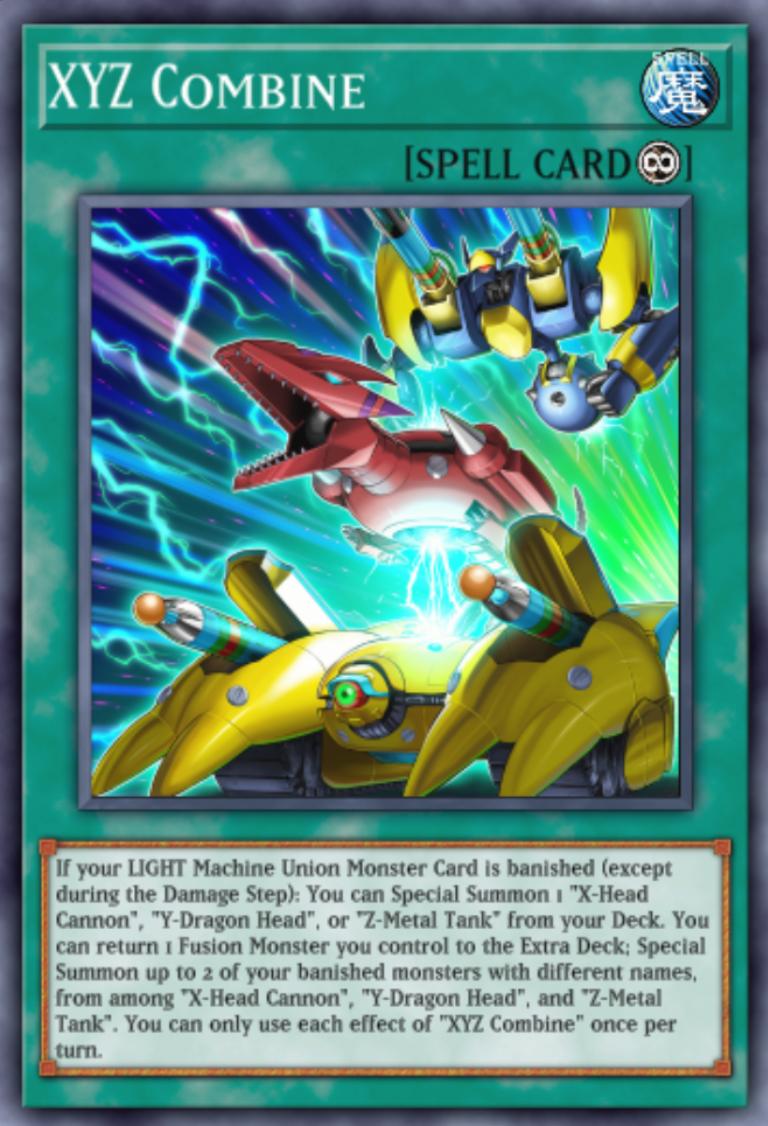 XYZ COMBINE
SPELL
魔
[SPELL CARD]
If your LIGHT Machine Union Monster Card is banished (except
during the Damage Step): You can Special Summon 1 "X-Head
Cannon", "Y-Dragon Head", or "Z-Metal Tank" from your Deck. You
can return 1 Fusion Monster you control to the Extra Deck; Special
Summon up to 2 of your banished monsters with different names,
from among "X-Head Cannon", "Y-Dragon Head", and "Z-Metal
Tank". You can only use each effect of "XYZ Combine" once per
turn.